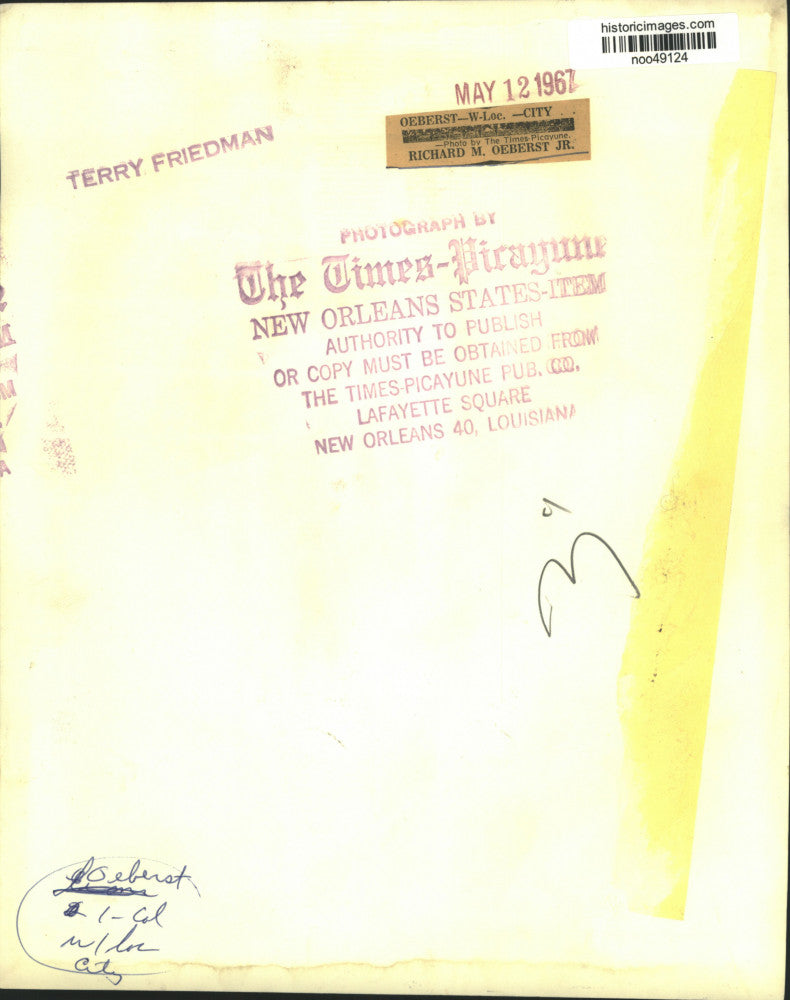 historicimages.com
noo49124
MAY 12 1967
OEBERST—W-Loc. —CITY
—Photo by The Times-Picayune.
RICHARD M. OEBERST JR.
TERRY FRIEDMAN
PHOTOGRAPH BY
The Times-Picayune
NEW ORLEANS STATES-ITEM
AUTHORITY TO PUBLISH
OR COPY MUST BE OBTAINED FROM
THE TIMES-PICAYUNE PUB. CO.
LAFAYETTE SQUARE
NEW ORLEANS 40, LOUISIANA
Oeberst
1-Col
w/loc
City